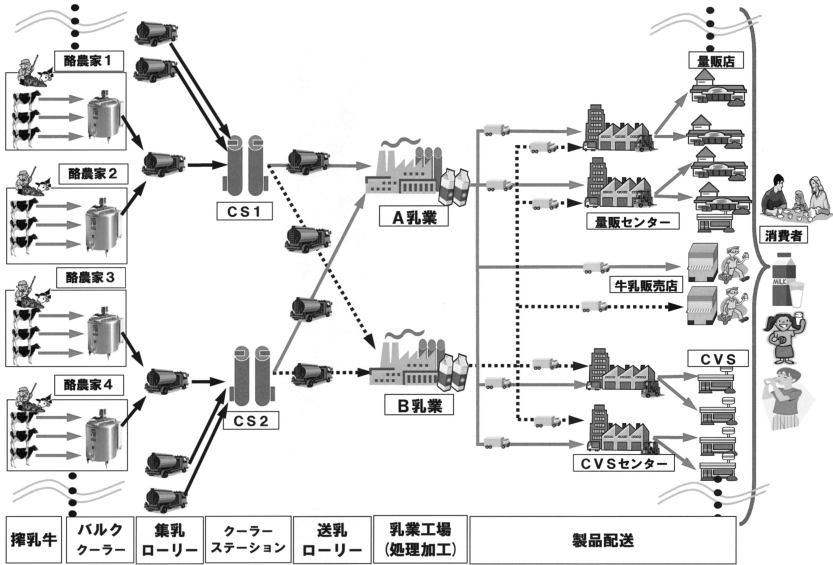 酪農家1
酪農家2
酪農家3
酪農家4
CS1
CS2
A乳業
B乳業
量販店
量販センター
牛乳販売店
CVS
CVSセンター
消費者
MILK
搾乳牛
バルク
クーラー
集乳
ローリー
クーラー
ステーション
送乳
ローリー
乳業工場
(処理加工)
製品配送